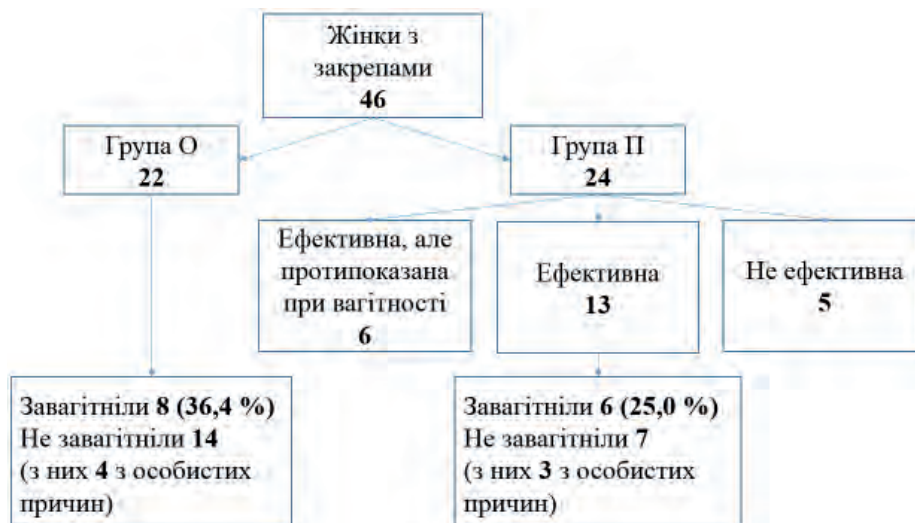 Жінки з
закрепами
46
Група О
22
Група П
24
Ефективна, але
протипоказана
при вагітності
6
Ефективна
13
Не ефективна
5
Завагітніли 8 (36,4 %)
Не завагітніли 14
(з них 4 з особистих
причин)
Завагітніли 6 (25,0 %)
Не завагітніли 7
(з них 3 з особистих
причин)